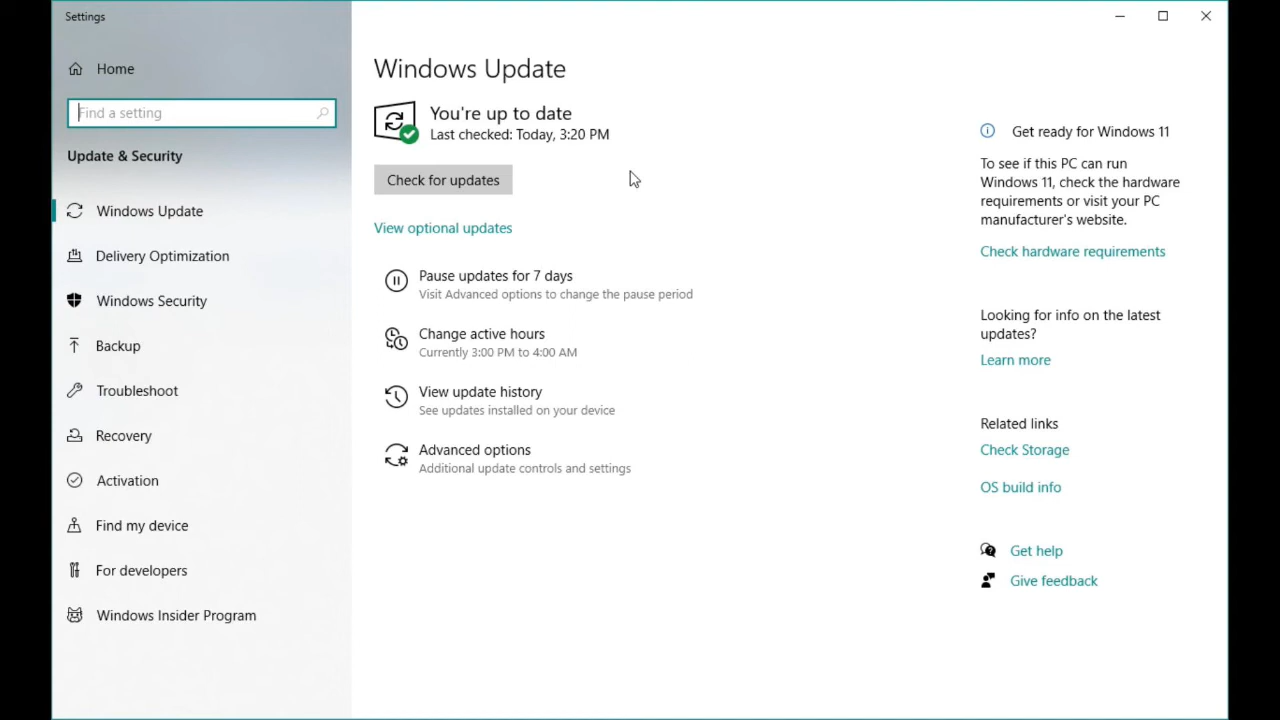 Settings
Home
Find a setting
Update & Security
Windows Update
Delivery Optimization
Windows Security
Backup
Troubleshoot
Recovery
Activation
Find my device
For developers
Windows Insider Program
Windows Update
You're up to date
Last checked: Today, 3:20 PM
Check for updates
View optional updates
Pause updates for 7 days
Visit Advanced options to change the pause period
Change active hours
Currently 3:00 PM to 4:00 AM
View update history
See updates installed on your device
Advanced options
Additional update controls and settings
Get ready for Windows 11
To see if this PC can run
Windows 11, check the hardware
requirements or visit your PC
manufacturer's website.
Check hardware requirements
Looking for info on the latest
updates?
Learn more
Related links
Check Storage
OS build info
Get help
Give feedback